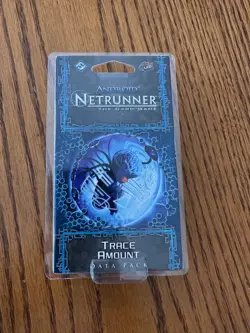 ANDROID
NETRUNNER
THE CARD GAME
TRACE
AMOUNT
DATA PACK